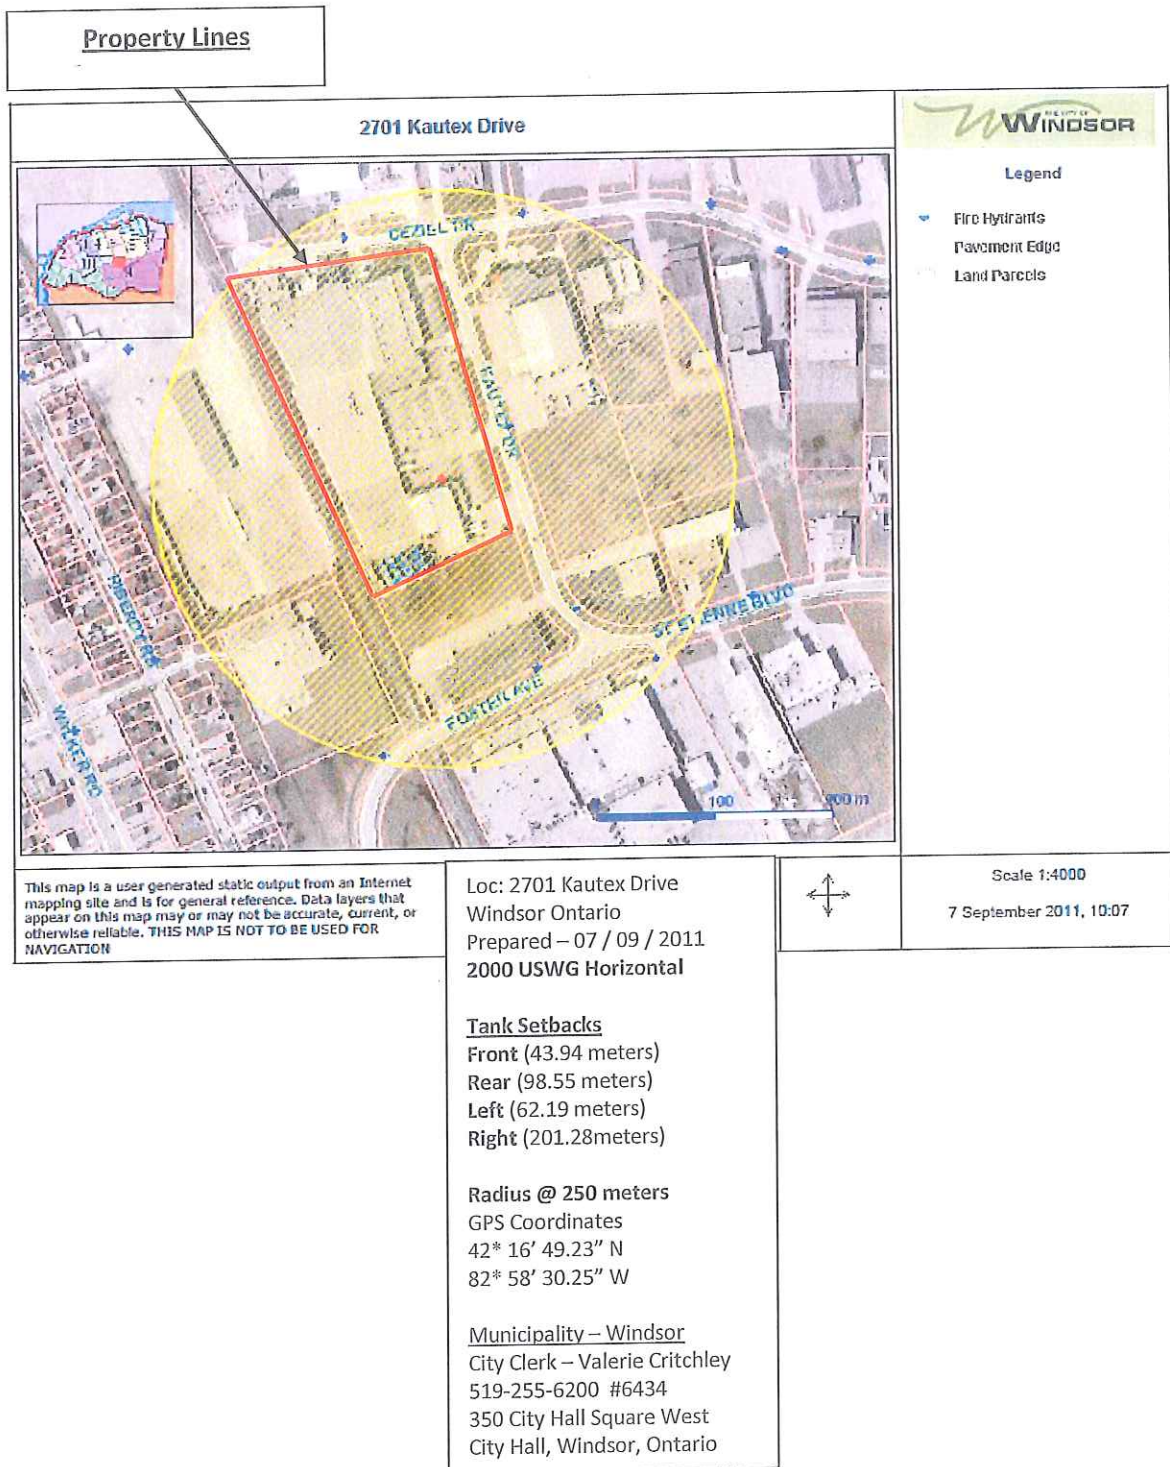 Property Lines
2701 Kautex Drive
THE CITY OF
WINDSOR
Legend
Fire Hydrants
Pavement Edge
Land Parcels
KAUTEX DR
ST ETIENNE BLVD
FOSTER AVE
WALKER RD
100
200 m
This map is a user generated static output from an Internet
mapping site and is for general reference. Data layers that
appear on this map may or may not be accurate, current, or
otherwise reliable. THIS MAP IS NOT TO BE USED FOR
NAVIGATION
Loc: 2701 Kautex Drive
Windsor Ontario
Prepared – 07 / 09 / 2011
2000 USWG Horizontal
Tank Setbacks
Front (43.94 meters)
Rear (98.55 meters)
Left (62.19 meters)
Right (201.28meters)
Radius @ 250 meters
GPS Coordinates
42* 16′ 49.23″ N
82* 58′ 30.25″ W
Municipality – Windsor
City Clerk – Valerie Critchley
519-255-6200 #6434
350 City Hall Square West
City Hall, Windsor, Ontario
Scale 1:4000
7 September 2011, 10:07